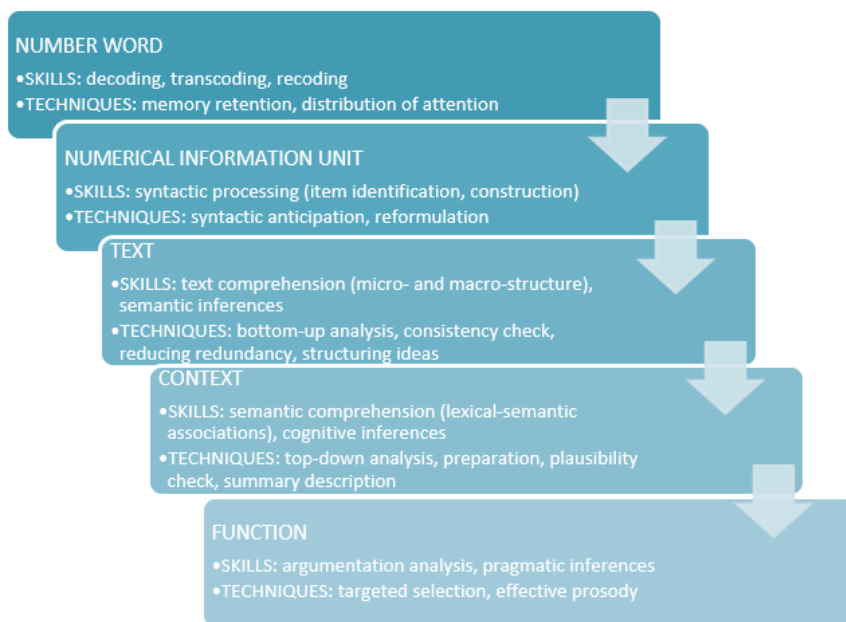 NUMBER WORD
•SKILLS: decoding, transcoding, recoding
•TECHNIQUES: memory retention, distribution of attention
NUMERICAL INFORMATION UNIT
•SKILLS: syntactic processing (item identification, construction)
•TECHNIQUES: syntactic anticipation, reformulation
TEXT
•SKILLS: text comprehension (micro- and macro-structure),
semantic inferences
•TECHNIQUES: bottom-up analysis, consistency check,
reducing redundancy, structuring ideas
CONTEXT
•SKILLS: semantic comprehension (lexical-semantic
associations), cognitive inferences
•TECHNIQUES: top-down analysis, preparation, plausibility
check, summary description
FUNCTION
•SKILLS: argumentation analysis, pragmatic inferences
•TECHNIQUES: targeted selection, effective prosody